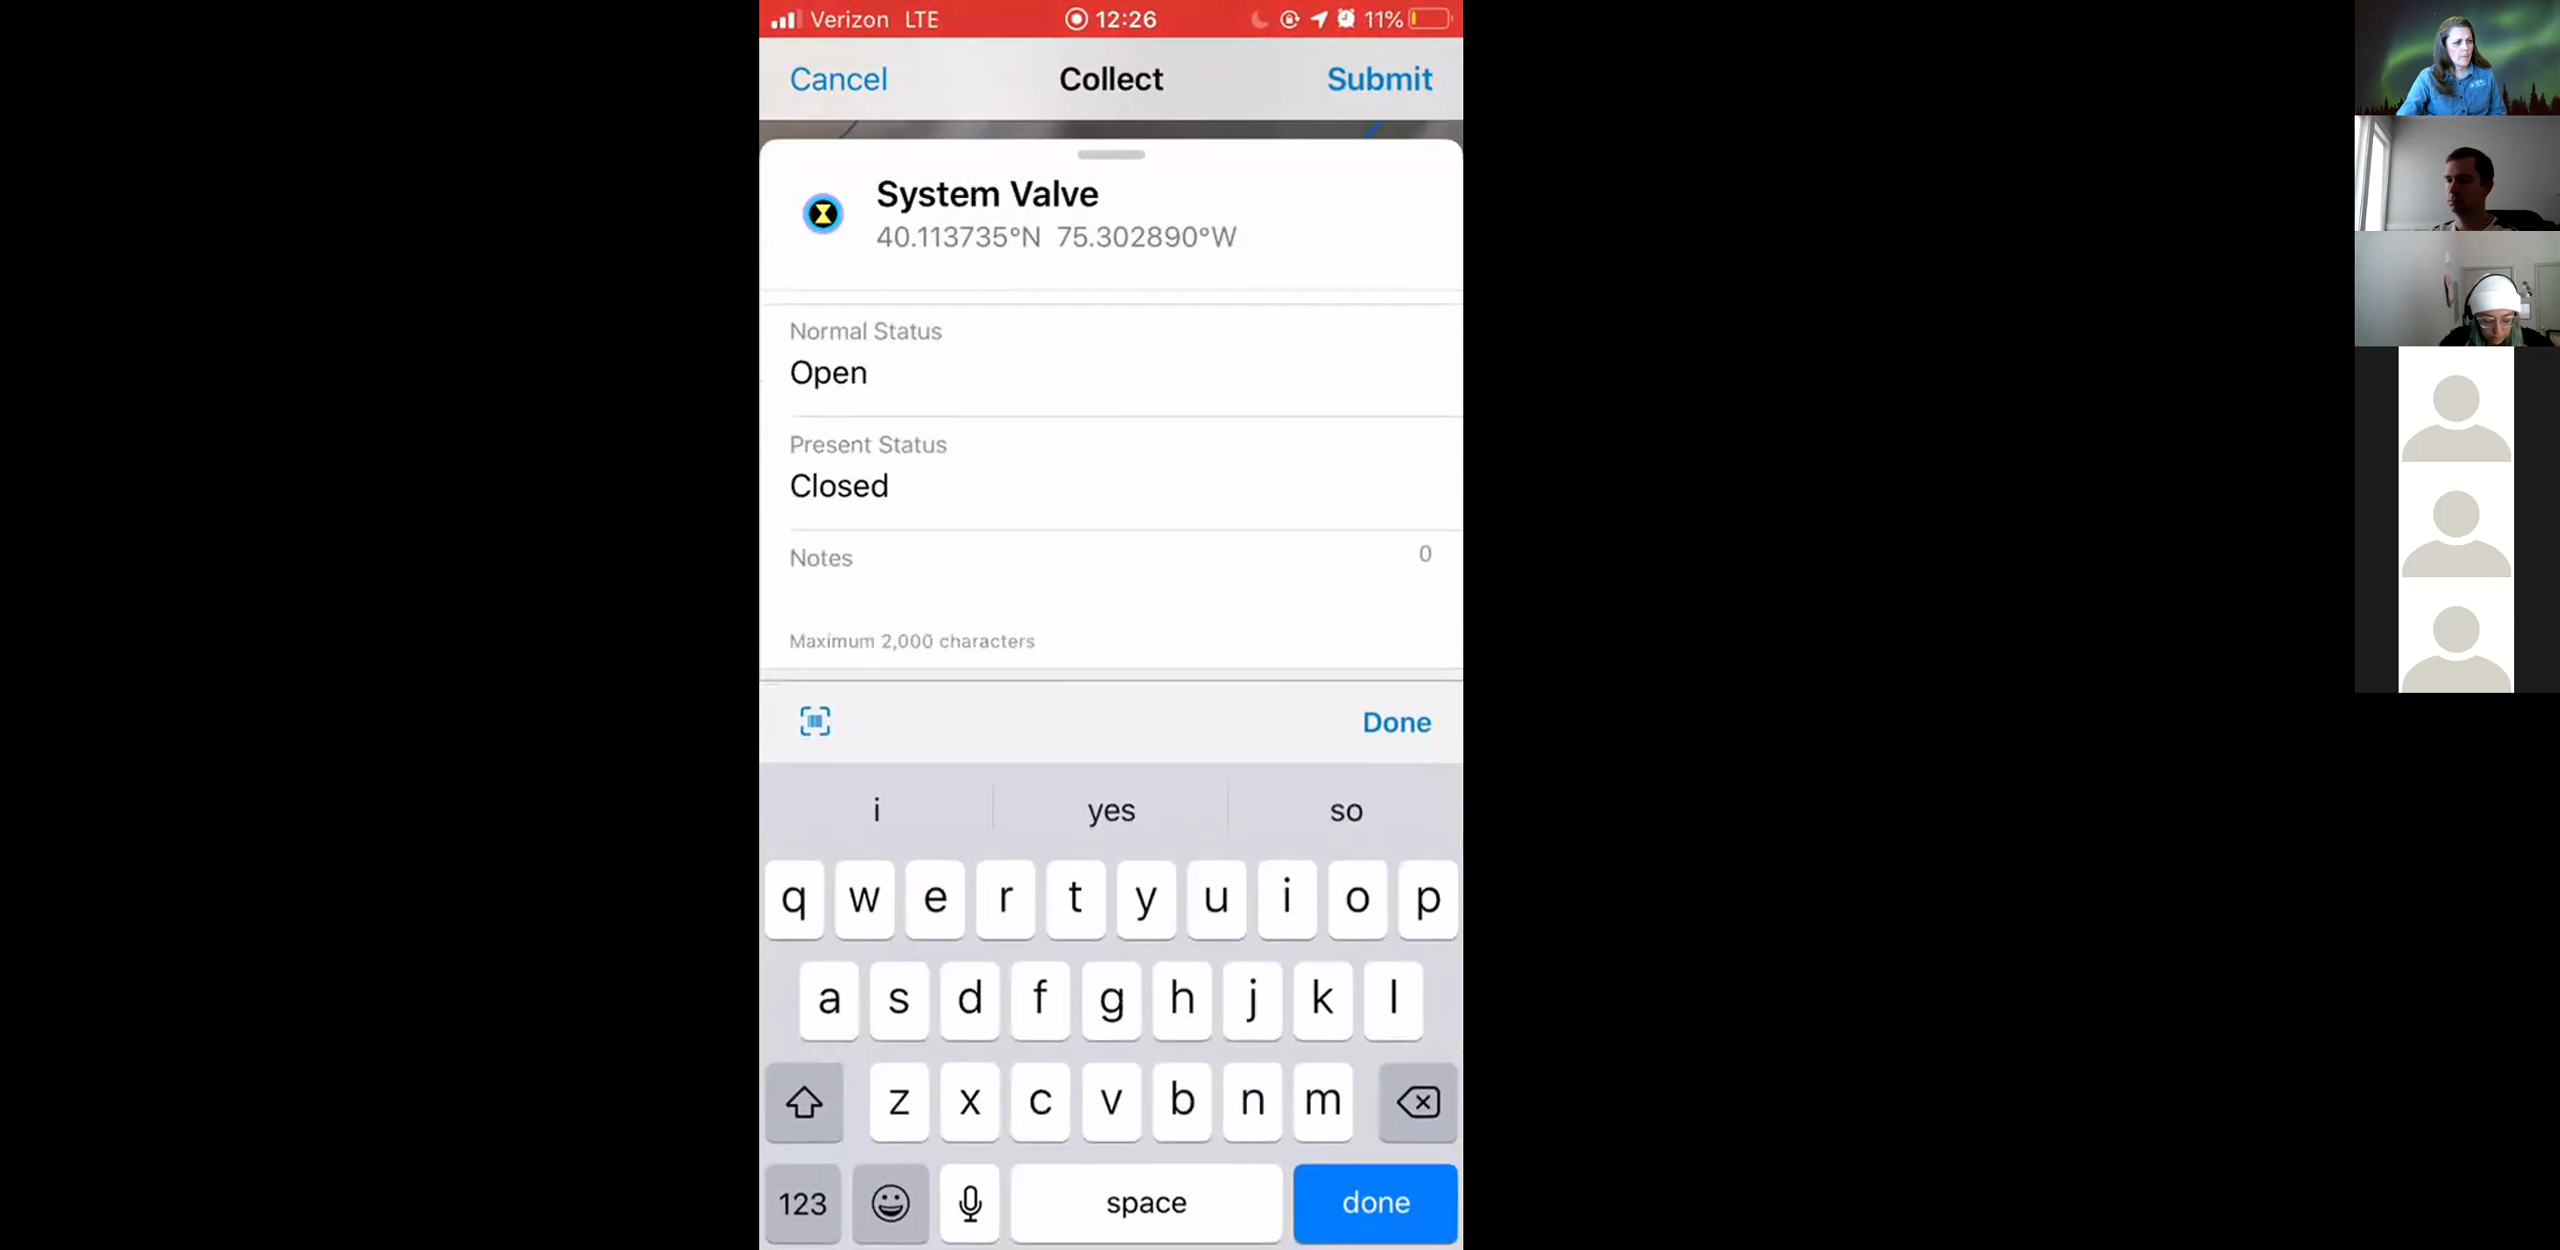 Verizon LTE 12:26 11%
Cancel Collect Submit
System Valve
40.113735°N 75.302890°W
Normal Status
Open
Present Status
Closed
Notes 0
Maximum 2,000 characters
Done
i yes so
q w e r t y u i o p
a s d f g h j k l
z x c v b n m
123 space done